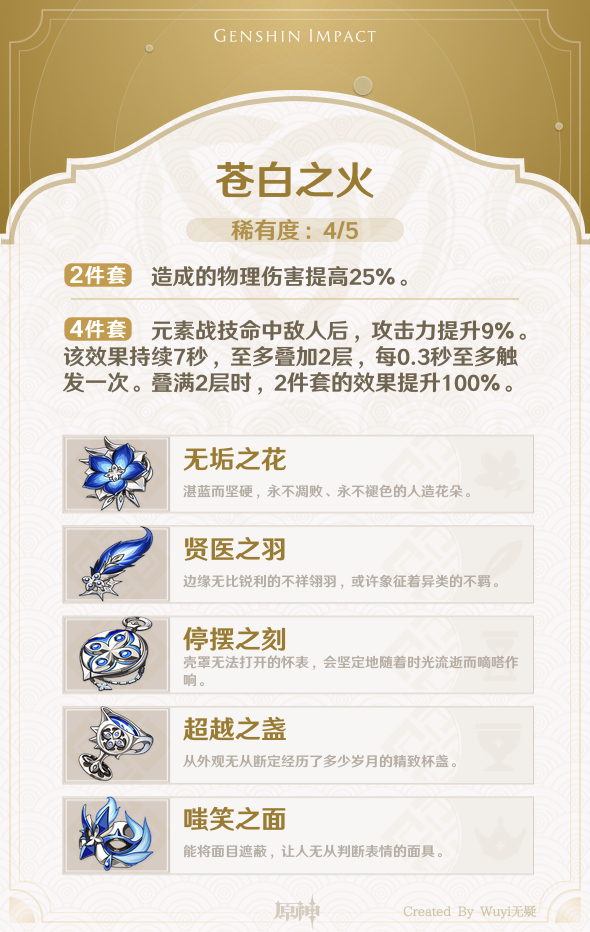 GENSHIN IMPACT
苍白之火
稀有度：4/5
2件套 造成的物理伤害提高25%。
4件套 元素战技命中敌人后，攻击力提升9%。
该效果持续7秒，至多叠加2层，每0.3秒至多触
发一次。叠满2层时，2件套的效果提升100%。
无垢之花
湛蓝而坚硬，永不凋败、永不褪色的人造花朵。
贤医之羽
边缘无比锐利的不祥翎羽，或许象征着异类的不羁。
停摆之刻
壳罩无法打开的怀表，会坚定地随着时光流逝而嘀嗒作
响。
超越之盏
从外观无从断定经历了多少岁月的精致杯盏。
嗤笑之面
能将面目遮蔽，让人无从判断表情的面具。
原神
Created By Wuyi无疑